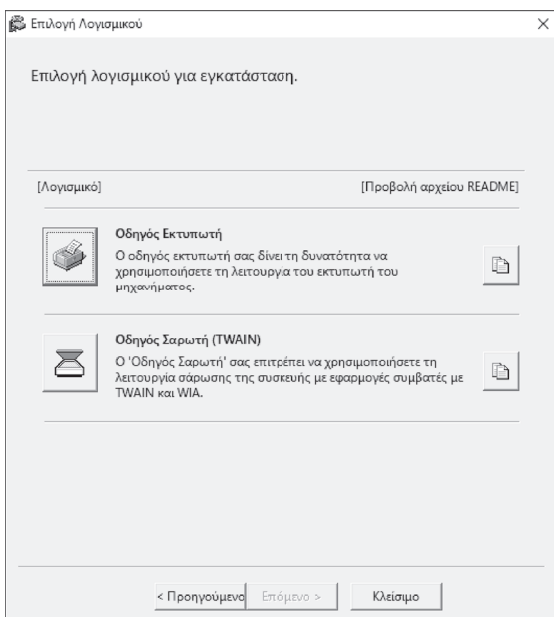 Επιλογή Λογισμικού
Επιλογή λογισμικού για εγκατάσταση.
[Λογισμικό] [Προβολή αρχείου README]
Οδηγός Εκτυπωτή
Ο οδηγός εκτυπωτή σας δίνει τη δυνατότητα να
χρησιμοποιήσετε τη λειτουργια του εκτυπωτή του
μηχανήματος.
Οδηγός Σαρωτή (TWAIN)
Ο 'Οδηγός Σαρωτή' σας επιτρέπει να χρησιμοποιήσετε τη
λειτουργία σάρωσης της συσκευής με εφαρμογές συμβατές με
TWAIN και WIA.
< Προηγούμενο Επόμενο > Κλείσιμο